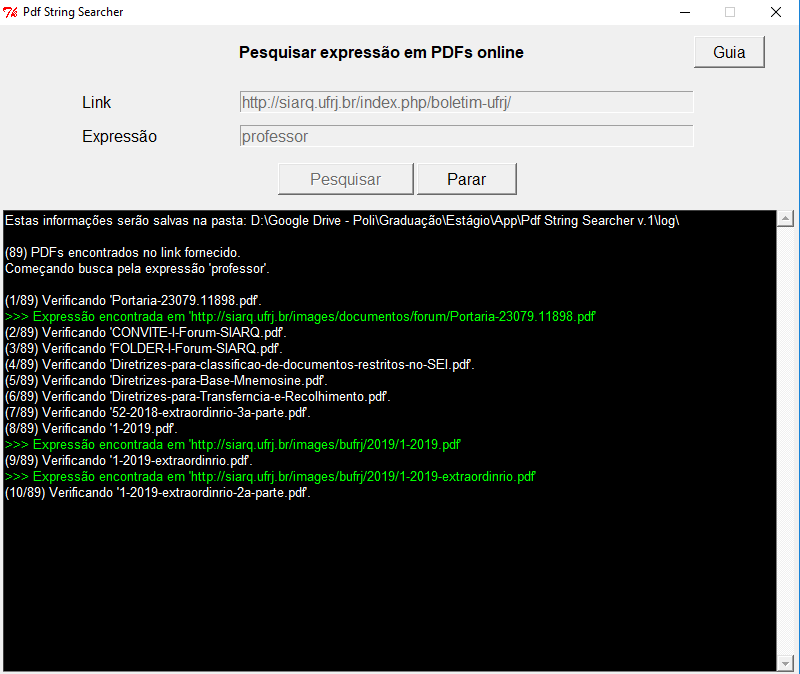 Pdf String Searcher
Pesquisar expressão em PDFs online
Guia
Link
http://siarq.ufrj.br/index.php/boletim-ufrj/
Expressão
professor
Pesquisar
Parar
Estas informações serão salvas na pasta: D:\Google Drive - Poli\Graduação\Estágio\App\Pdf String Searcher v.1\log\
(89) PDFs encontrados no link fornecido.
Começando busca pela expressão 'professor'.
(1/89) Verificando 'Portaria-23079.11898.pdf'.
>>> Expressão encontrada em 'http://siarq.ufrj.br/images/documentos/forum/Portaria-23079.11898.pdf'
(2/89) Verificando 'CONVITE-I-Forum-SIARQ.pdf'.
(3/89) Verificando 'FOLDER-I-Forum-SIARQ.pdf'.
(4/89) Verificando 'Diretrizes-para-classificao-de-documentos-restritos-no-SEI.pdf'.
(5/89) Verificando 'Diretrizes-para-Base-Mnemosine.pdf'.
(6/89) Verificando 'Diretrizes-para-Transferncia-e-Recolhimento.pdf'.
(7/89) Verificando '52-2018-extraordinrio-3a-parte.pdf'.
(8/89) Verificando '1-2019.pdf'.
>>> Expressão encontrada em 'http://siarq.ufrj.br/images/bufrj/2019/1-2019.pdf'
(9/89) Verificando '1-2019-extraordinrio.pdf'.
>>> Expressão encontrada em 'http://siarq.ufrj.br/images/bufrj/2019/1-2019-extraordinrio.pdf'
(10/89) Verificando '1-2019-extraordinrio-2a-parte.pdf'.